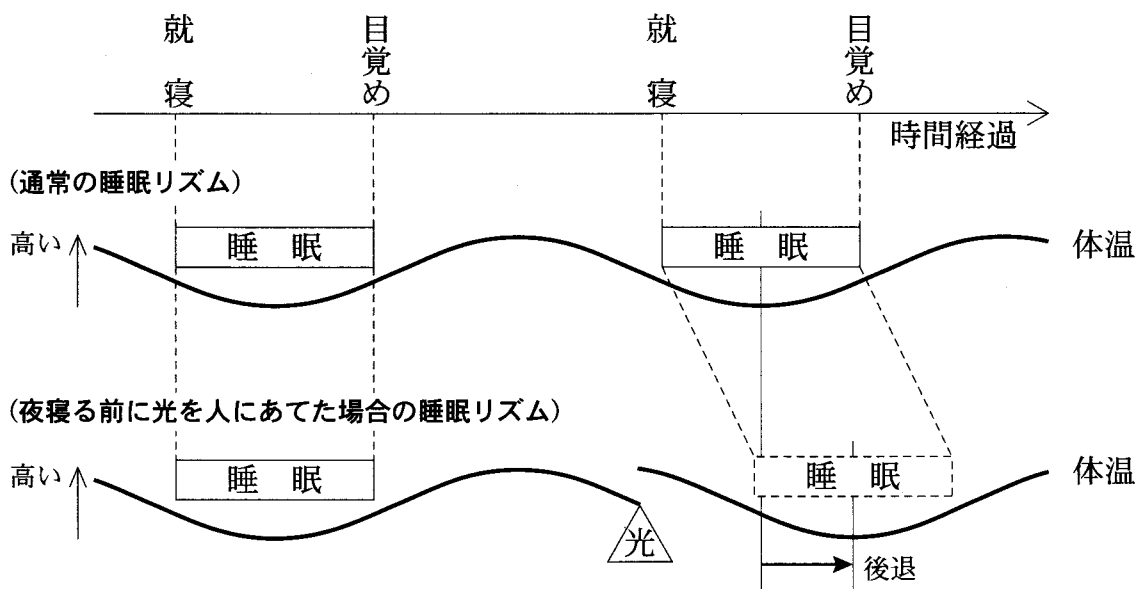 就寝
目覚め
就寝
目覚め
時間経過
(通常の睡眠リズム)
高い
睡眠
睡眠
体温
(夜寝る前に光を人にあてた場合の睡眠リズム)
高い
睡眠
睡眠
体温
光
後退